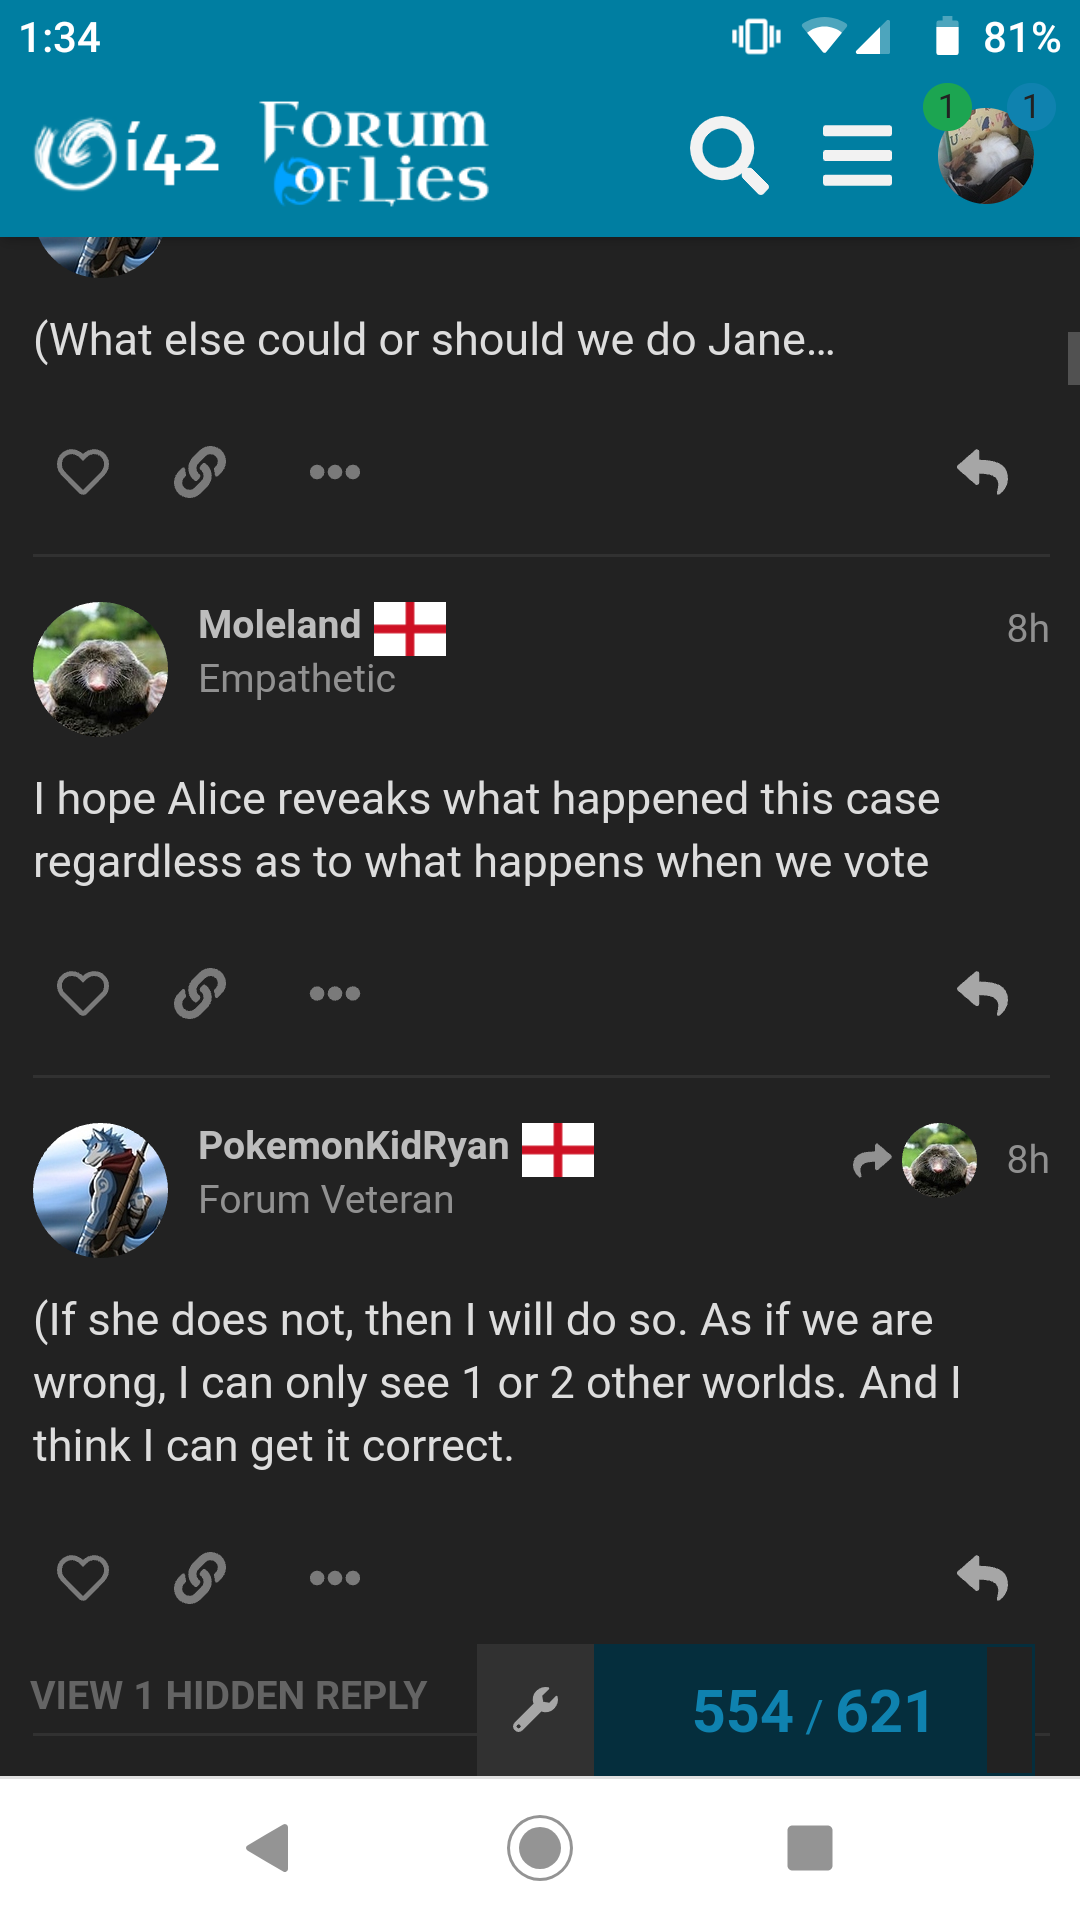 1:34
81%
1
1
i42
FORUM
OF LIES
(What else could or should we do Jane…
Moleland
8h
Empathetic
I hope Alice reveaks what happened this case
regardless as to what happens when we vote
PokemonKidRyan
8h
Forum Veteran
(If she does not, then I will do so. As if we are
wrong, I can only see 1 or 2 other worlds. And I
think I can get it correct.
VIEW 1 HIDDEN REPLY
554 / 621